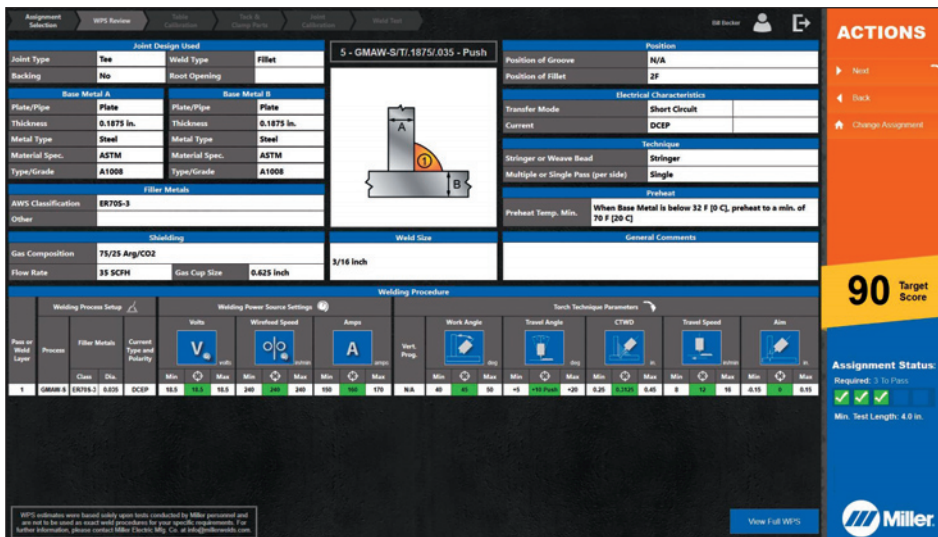 Assignment Selection
WPS Review
Table Calibration
Tack & Clamp Parts
Joint Calibration
Weld Test
Bill Becker
ACTIONS
Next
Back
Change Assignment
Joint Design Used
Joint Type Tee Weld Type Fillet
Backing No Root Opening
Base Metal A Base Metal B
Plate/Pipe Plate Plate/Pipe Plate
Thickness 0.1875 in. Thickness 0.1875 in.
Metal Type Steel Metal Type Steel
Material Spec. ASTM Material Spec. ASTM
Type/Grade A1008 Type/Grade A1008
Filler Metals
AWS Classification ER70S-3
Other
Shielding
Gas Composition 75/25 Arg/CO2
Flow Rate 35 SCFH Gas Cup Size 0.625 inch
5 - GMAW-S/T/.1875/.035 - Push
A
1
B
Weld Size
3/16 inch
Position
Position of Groove N/A
Position of Fillet 2F
Electrical Characteristics
Transfer Mode Short Circuit
Current DCEP
Technique
Stringer or Weave Bead Stringer
Multiple or Single Pass (per side) Single
Preheat
Preheat Temp. Min. When Base Metal is below 32 F [0 C], preheat to a min. of
70 F [20 C]
General Comments
Welding Procedure
Welding Process Setup Welding Power Source Settings Torch Technique Parameters
Volts Wirefeed Speed Amps Work Angle Travel Angle CTWD Travel Speed Aim
Pass or Weld Layer Process Filler Metals Current Type and Polarity V volts in/min A amps Vert. Prog. deg deg in. in/min in.
Class Dia. Min Max Min Max Min Max Min Max Min Max Min Max Min Max Min Max
1 GMAW-S ER70S-3 0.035 DCEP 18.5 18.5 18.5 240 240 240 150 160 170 N/A 40 45 50 +5 +10 Push +20 0.25 0.3125 0.45 8 12 16 -0.15 0 0.15
90 Target Score
Assignment Status:
Required: 3 To Pass
Min. Test Length: 4.0 in.
WPS estimates were based solely upon tests conducted by Miller personnel and
are not to be used as exact weld procedures for your specific requirements. For
further information, please contact Miller Electric Mfg. Co. at info@millerwelds.com.
View Full WPS
Miller